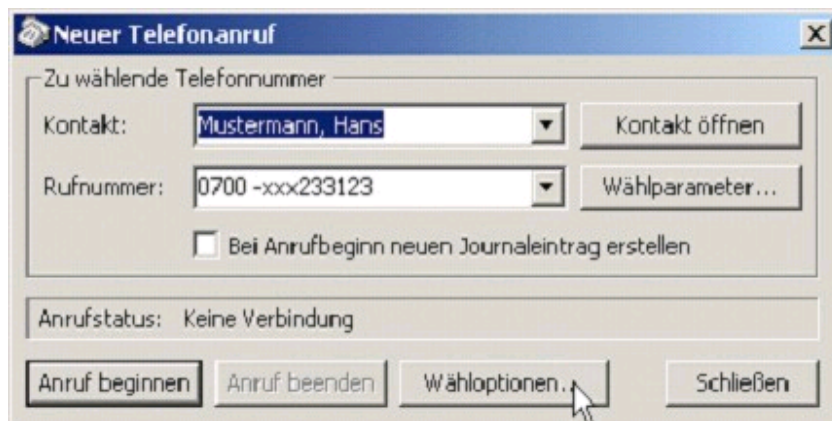 Neuer Telefonanruf
Zu wählende Telefonnummer
Kontakt: Mustermann, Hans Kontakt öffnen
Rufnummer: 0700 -xxx233123 Wählparameter...
Bei Anrufbeginn neuen Journaleintrag erstellen
Anrufstatus: Keine Verbindung
Anruf beginnen Anruf beenden Wähloptionen... Schließen